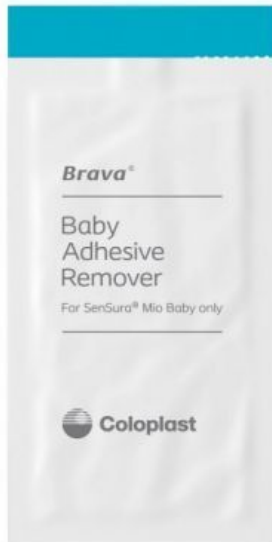 Brava®
Baby
Adhesive
Remover
For SenSura® Mio Baby only
Coloplast